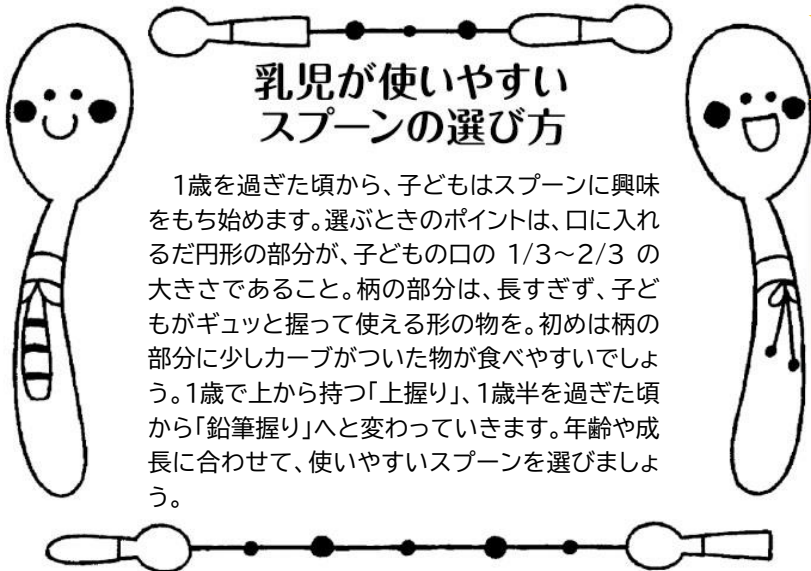 乳児が使いやすい
スプーンの選び方
　1歳を過ぎた頃から、子どもはスプーンに興味
をもち始めます。選ぶときのポイントは、口に入れ
るだ円形の部分が、子どもの口の 1/3～2/3 の
大きさであること。柄の部分は、長すぎず、子ど
もがギュッと握って使える形の物を。初めは柄の
部分に少しカーブがついた物が食べやすいでしょ
う。1歳で上から持つ「上握り」、1歳半を過ぎた頃
から「鉛筆握り」へと変わっていきます。年齢や成
長に合わせて、使いやすいスプーンを選びましょ
う。